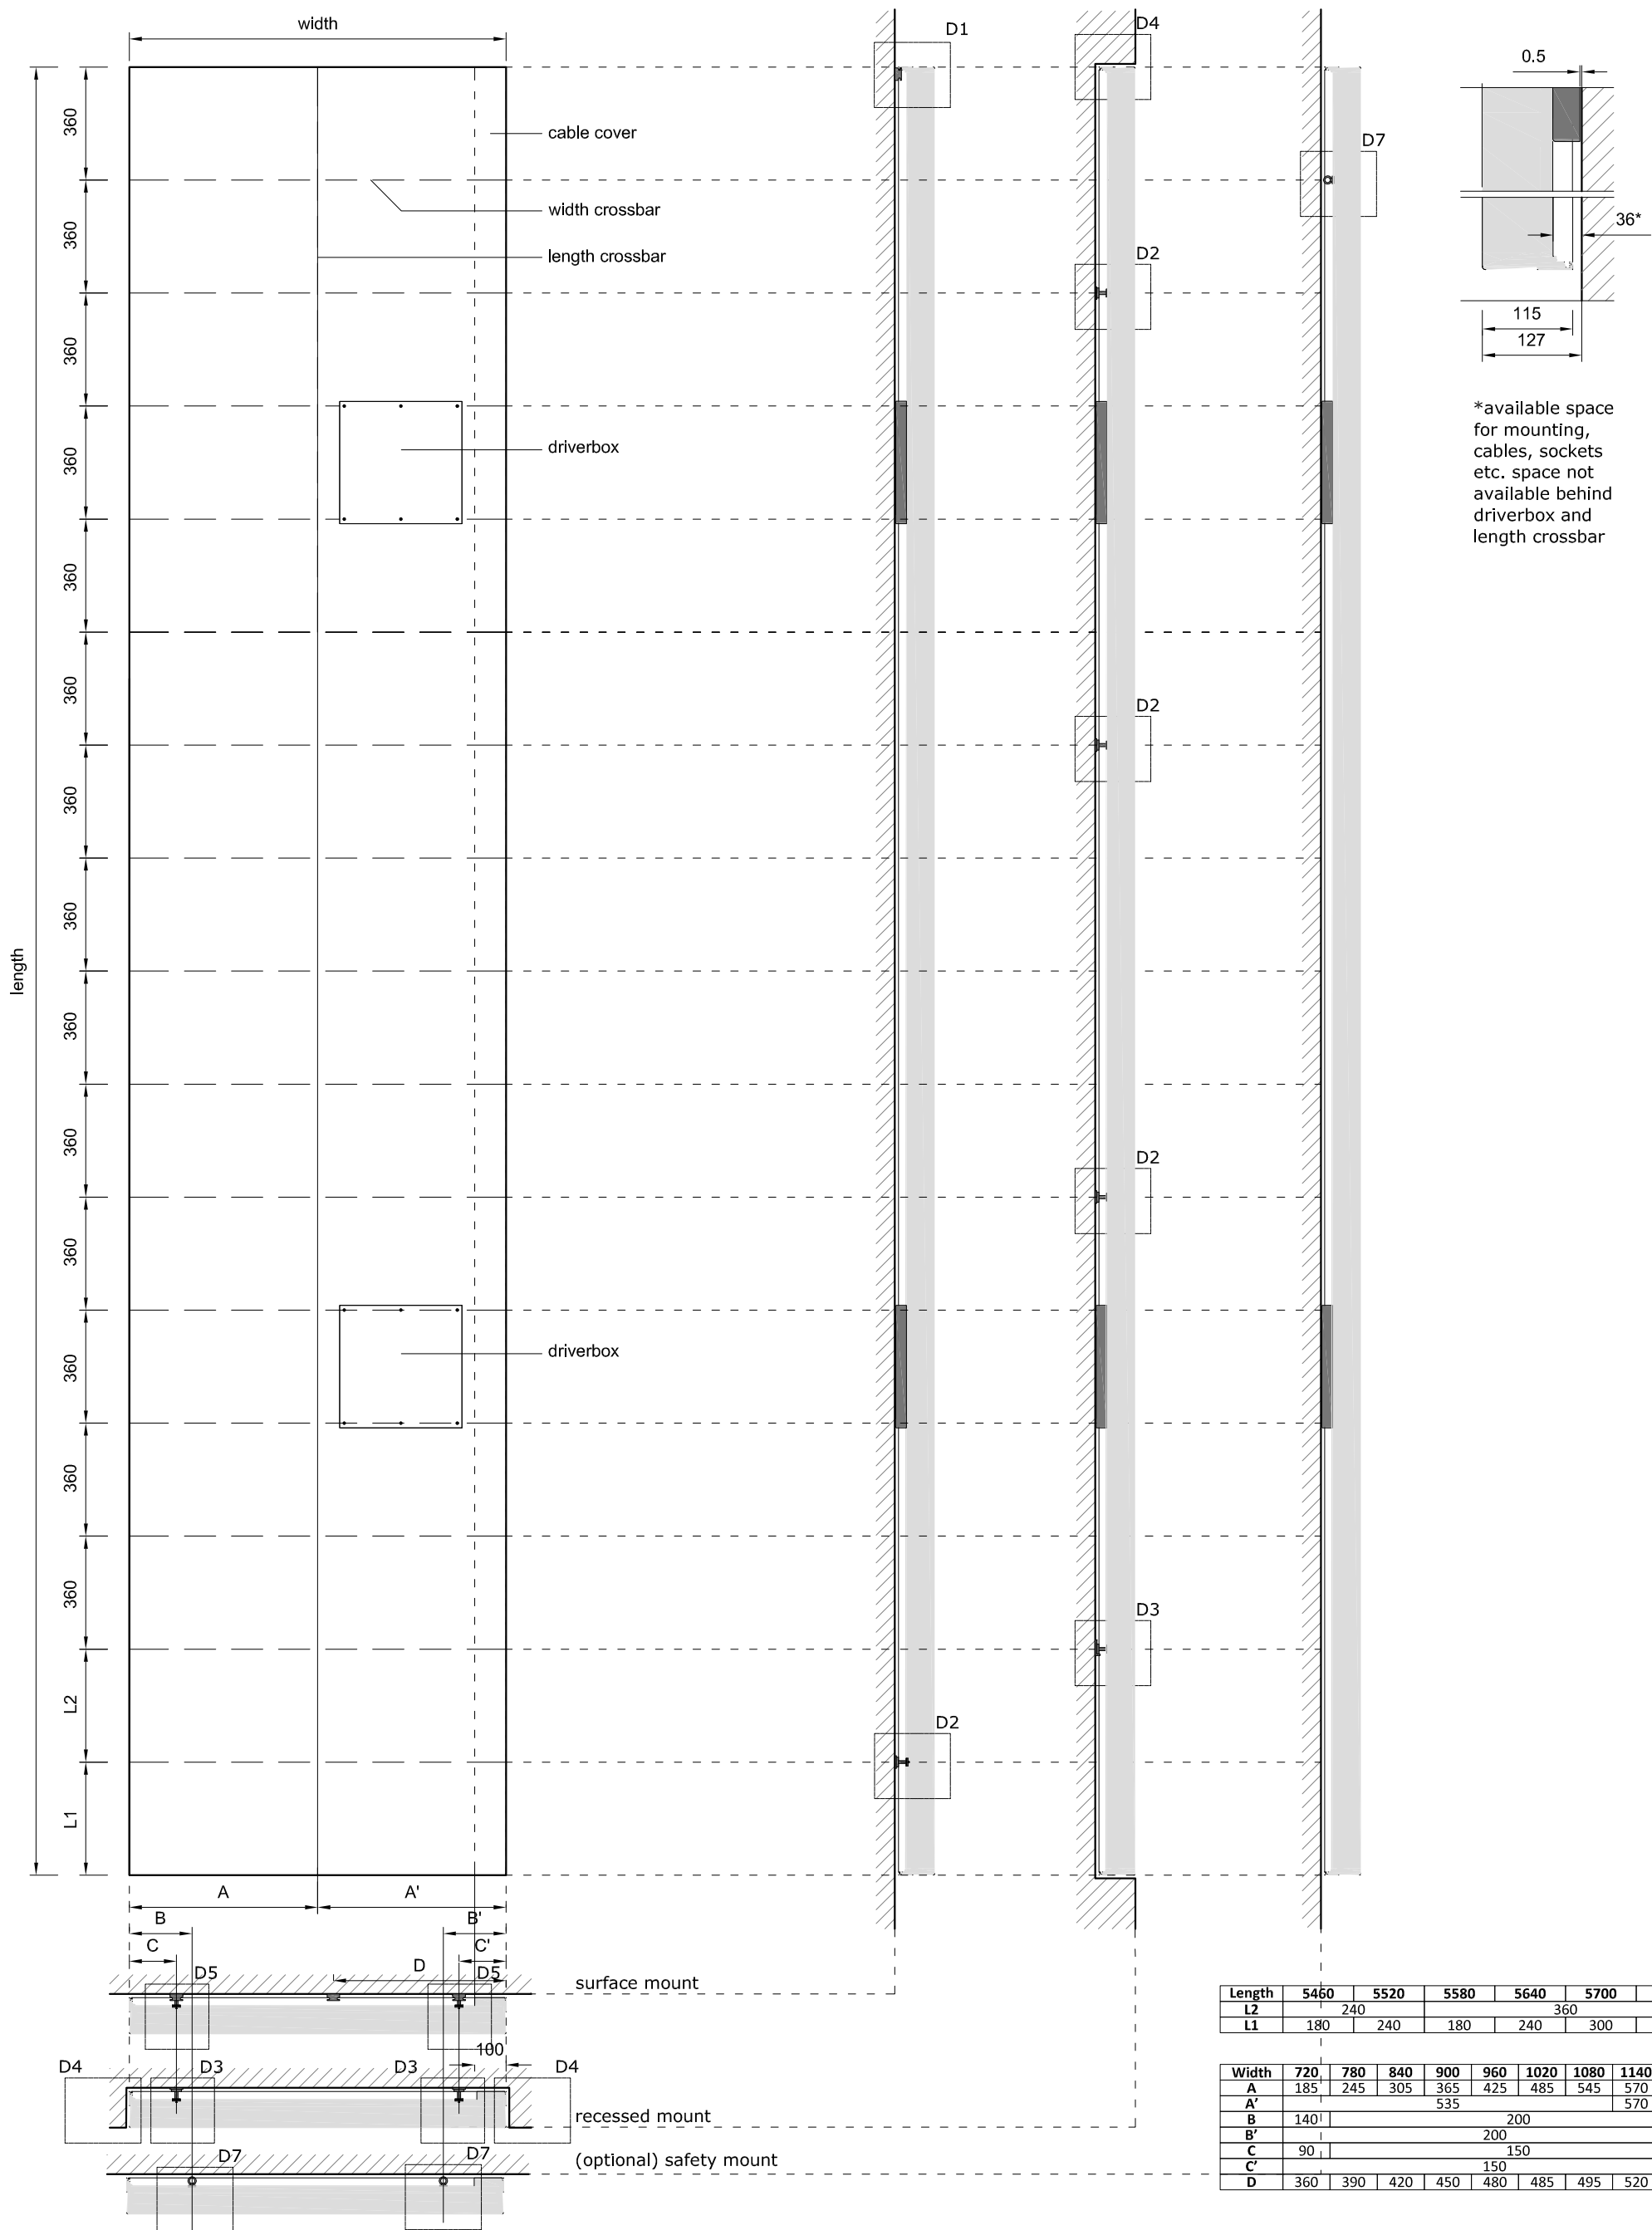 width
D1
D4
0.5
360
cable cover
D7
360
width crossbar
36*
length crossbar
D2
115
127
360
*available space
for mounting,
cables, sockets
etc. space not
available behind
driverbox and
length crossbar
360
driverbox
360
360
D2
360
360
length
360
360
D2
360
360
driverbox
360
360
D3
L2
D2
L1
A A'
B B'
C C'
D5 D D5
surface mount
100
D4 D3 D3 D4
recessed mount
D7 D7
(optional) safety mount
Length 5460 5520 5580 5640 5700
L2 240 360
L1 180 240 180 240 300
Width 720 780 840 900 960 1020 1080 1140
A 185 245 305 365 425 485 545 570
A' 535 570
B 140 200
B' 200
C 90 150
C' 150
D 360 390 420 450 480 485 495 520